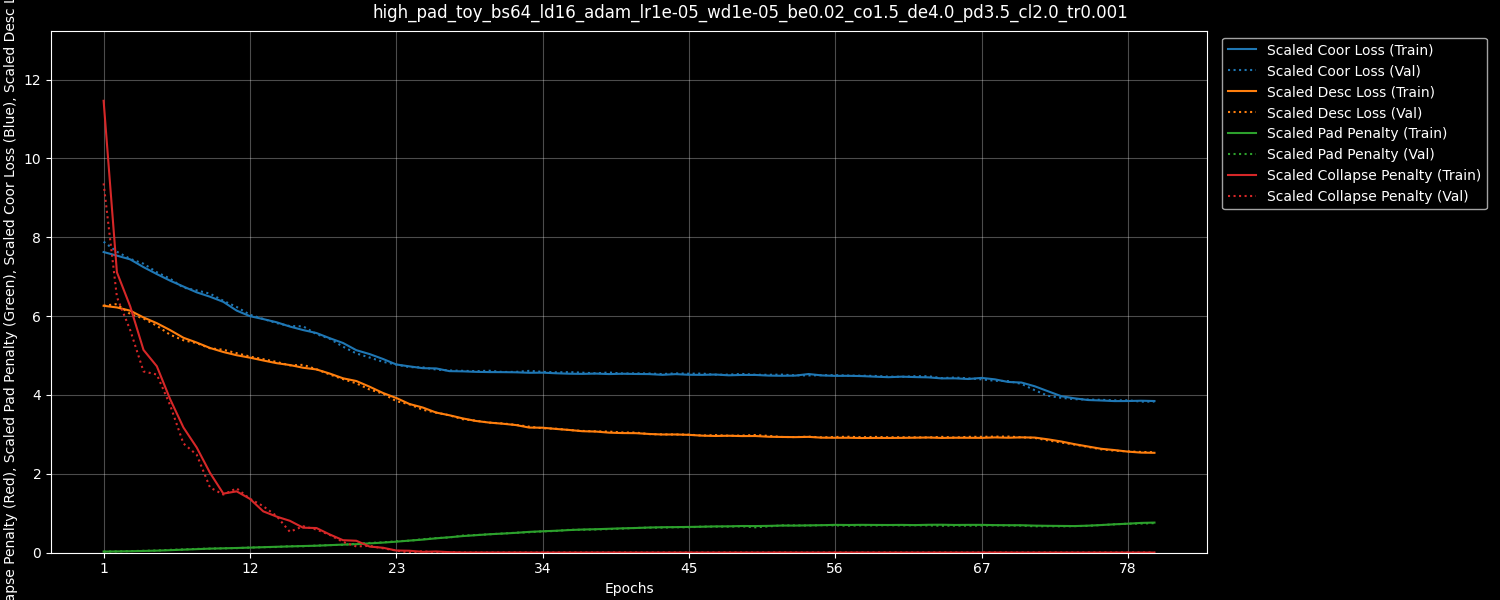 high_pad_toy_bs64_ld16_adam_lr1e-05_wd1e-05_be0.02_co1.5_de4.0_pd3.5_cl2.0_tr0.001
Scaled Coor Loss (Train)
Scaled Coor Loss (Val)
Scaled Desc Loss (Train)
Scaled Desc Loss (Val)
Scaled Pad Penalty (Train)
Scaled Pad Penalty (Val)
Scaled Collapse Penalty (Train)
Scaled Collapse Penalty (Val)
apse Penalty (Red), Scaled Pad Penalty (Green), Scaled Coor Loss (Blue), Scaled Desc L
12
10
8
6
4
2
0
1 12 23 34 45 56 67 78
Epochs